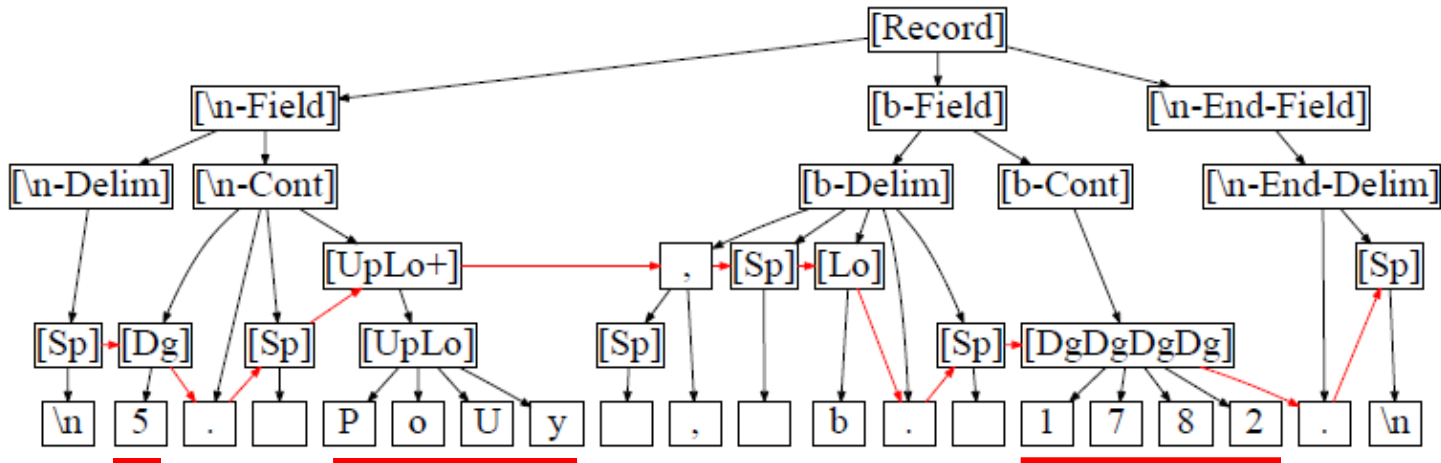 [Record]
[\n-Field] [b-Field] [\n-End-Field]
[\n-Delim] [\n-Cont] [b-Delim] [b-Cont] [\n-End-Delim]
[UpLo+] , [Sp] [Lo] [Sp]
[Sp] [Dg] [Sp] [UpLo] [Sp] [Sp] [DgDgDgDg]
\n 5 . P o U y , b . 1 7 8 2 . \n